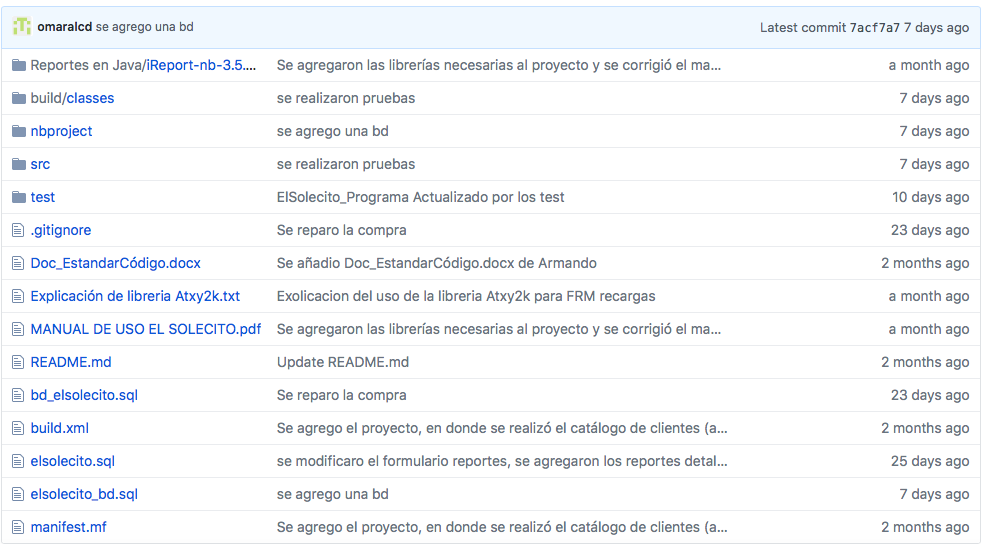 omaralcd se agrego una bd Latest commit 7acf7a7 7 days ago
Reportes en Java/iReport-nb-3.5.... Se agregaron las librerías necesarias al proyecto y se corrigió el ma... a month ago
build/classes se realizaron pruebas 7 days ago
nbproject se agrego una bd 7 days ago
src se realizaron pruebas 7 days ago
test ElSolecito_Programa Actualizado por los test 10 days ago
.gitignore Se reparo la compra 23 days ago
Doc_EstandarCódigo.docx Se añadio Doc_EstandarCódigo.docx de Armando 2 months ago
Explicación de libreria Atxy2k.txt Exolicacion del uso de la libreria Atxy2k para FRM recargas a month ago
MANUAL DE USO EL SOLECITO.pdf Se agregaron las librerías necesarias al proyecto y se corrigió el ma... a month ago
README.md Update README.md 2 months ago
bd_elsolecito.sql Se reparo la compra 23 days ago
build.xml Se agrego el proyecto, en donde se realizó el catálogo de clientes (a... 2 months ago
elsolecito.sql se modificaro el formulario reportes, se agregaron los reportes detal... 25 days ago
elsolecito_bd.sql se agrego una bd 7 days ago
manifest.mf Se agrego el proyecto, en donde se realizó el catálogo de clientes (a... 2 months ago